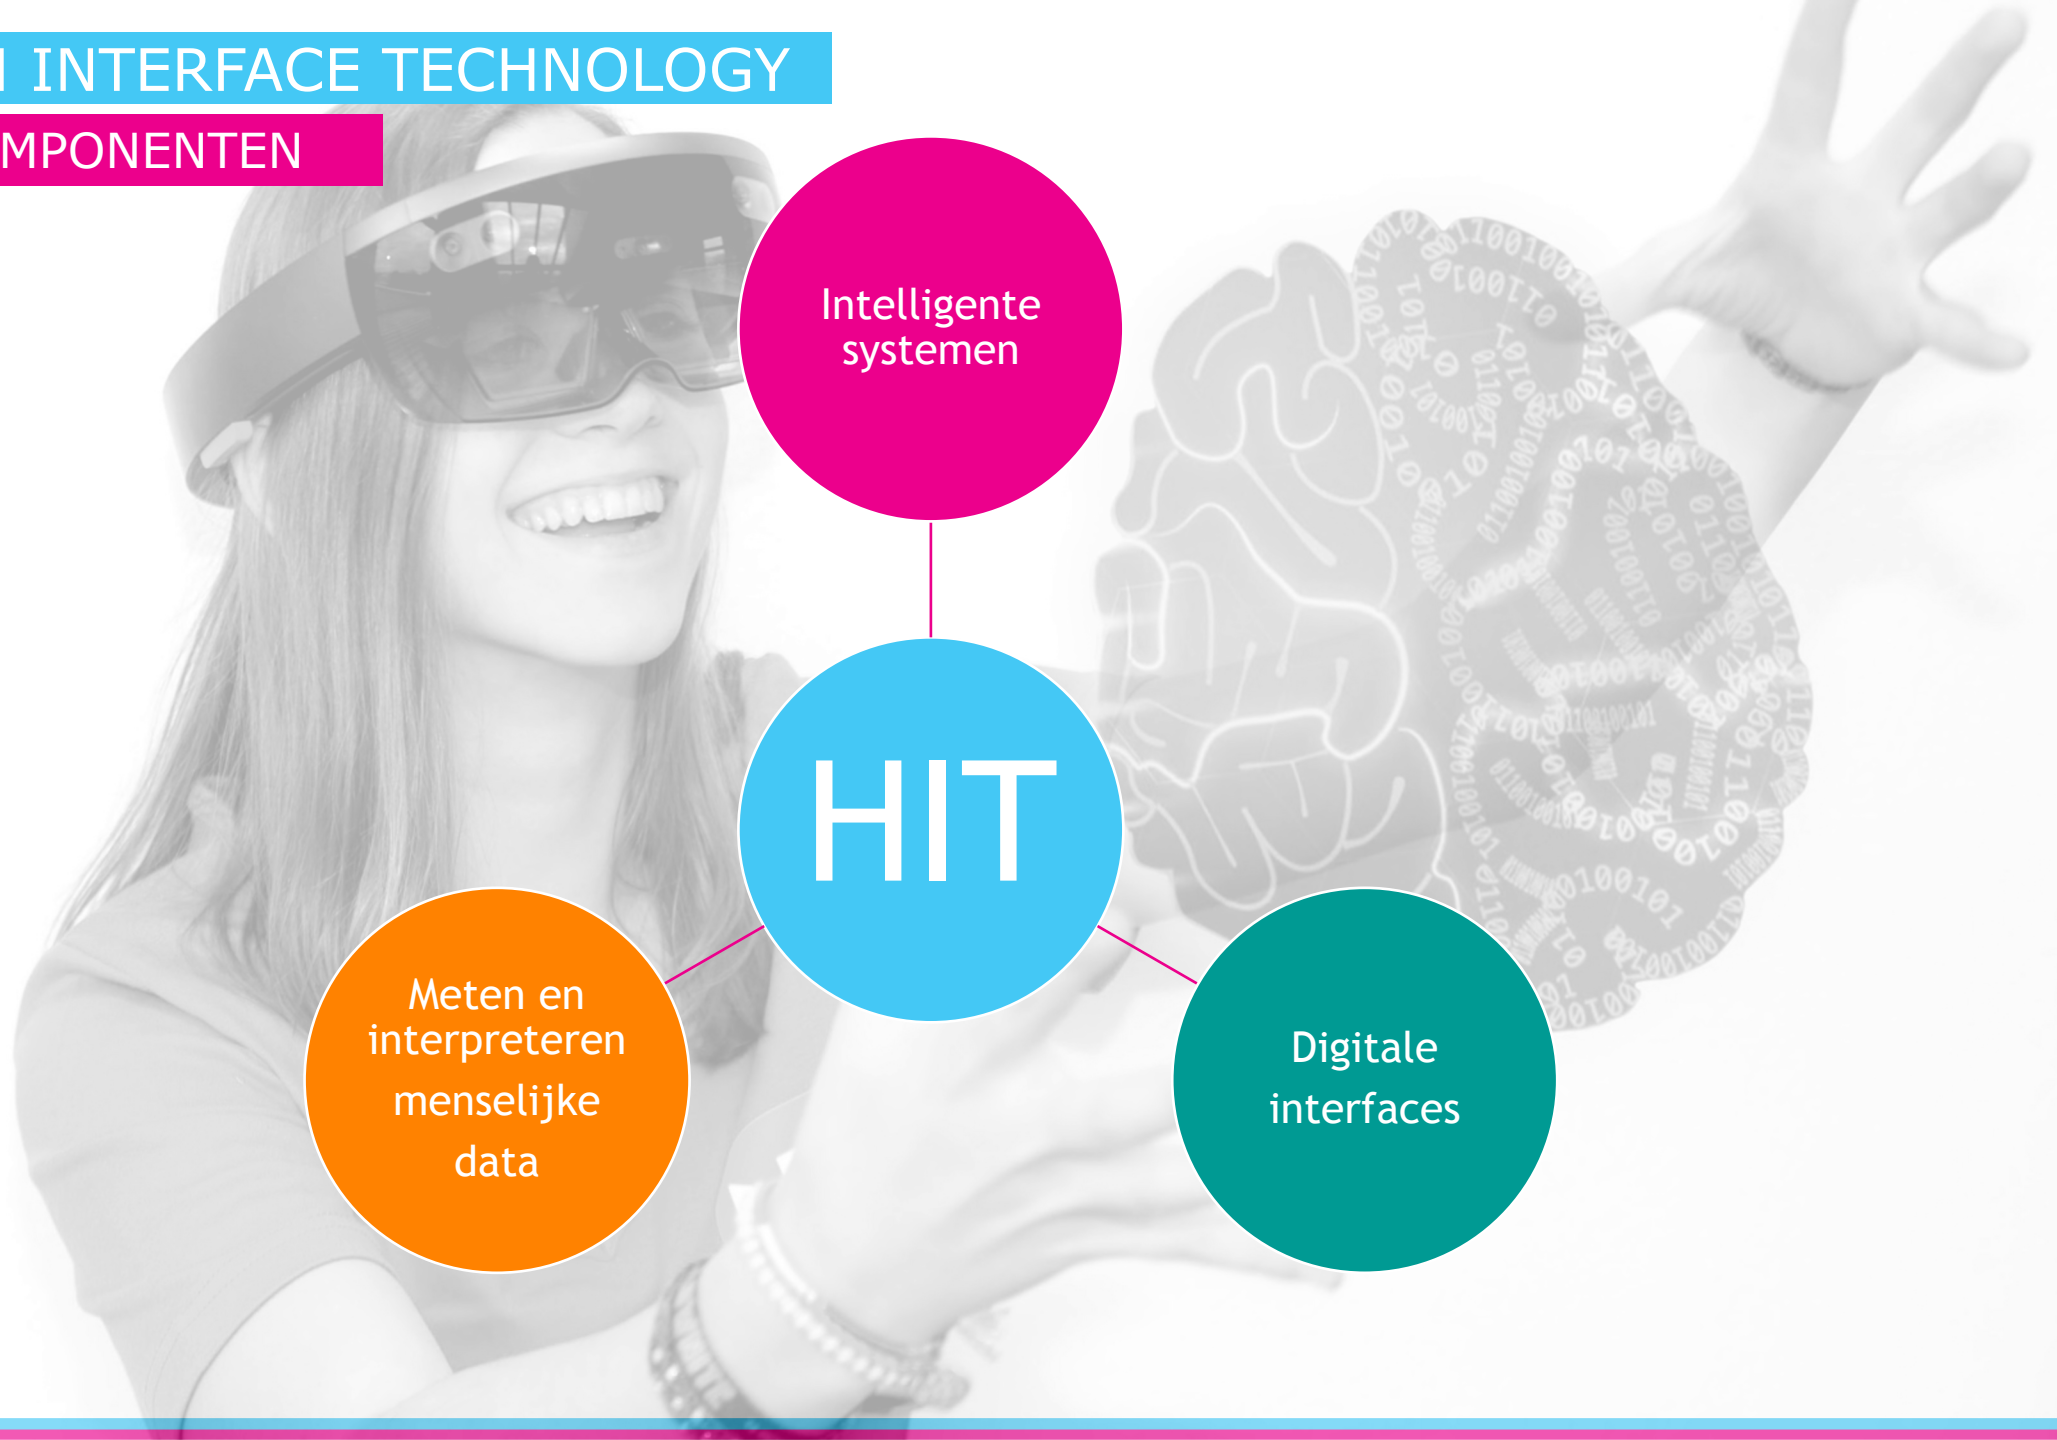 INTERFACE TECHNOLOGY
MPONENTEN
Intelligente
systemen
HIT
Meten en
interpreteren
menselijke
data
Digitale
interfaces